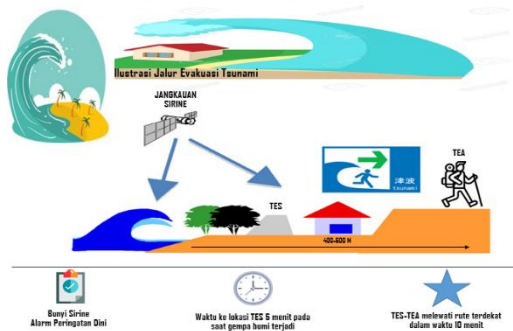 Ilustrasi Jalur Evakuasi Tsunami
JANGKAUAN
SIRINE
TEA
津波
TSUNAMI
TES
400-600 M
Bunyi Sirine
Alarm Peringatan Dini
Waktu ke lokasi TES 5 menit pada
saat gempa bumi terjadi
TES-TEA melewati rute terdekat
dalam waktu 10 menit